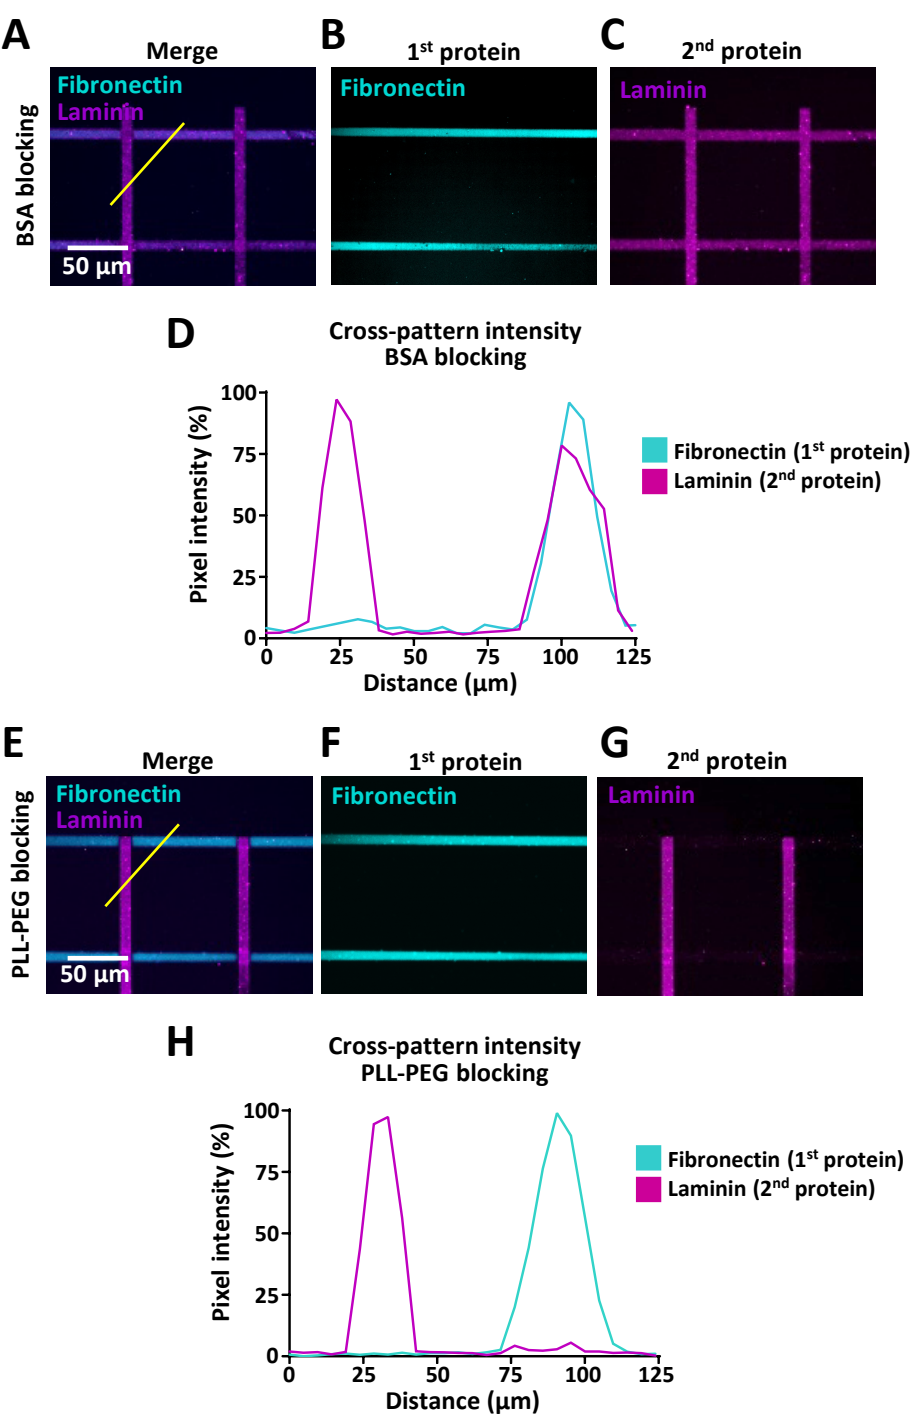 A
Merge
Fibronectin
Laminin
BSA blocking
50 µm
B
1st protein
Fibronectin
C
2nd protein
Laminin
D
Cross-pattern intensity
BSA blocking
Pixel intensity (%)
100
75
50
25
0
0 25 50 75 100 125
Distance (µm)
Fibronectin (1st protein)
Laminin (2nd protein)
E
Merge
Fibronectin
Laminin
PLL-PEG blocking
50 µm
F
1st protein
Fibronectin
G
2nd protein
Laminin
H
Cross-pattern intensity
PLL-PEG blocking
Pixel intensity (%)
100
75
50
25
0
0 25 50 75 100 125
Distance (µm)
Fibronectin (1st protein)
Laminin (2nd protein)